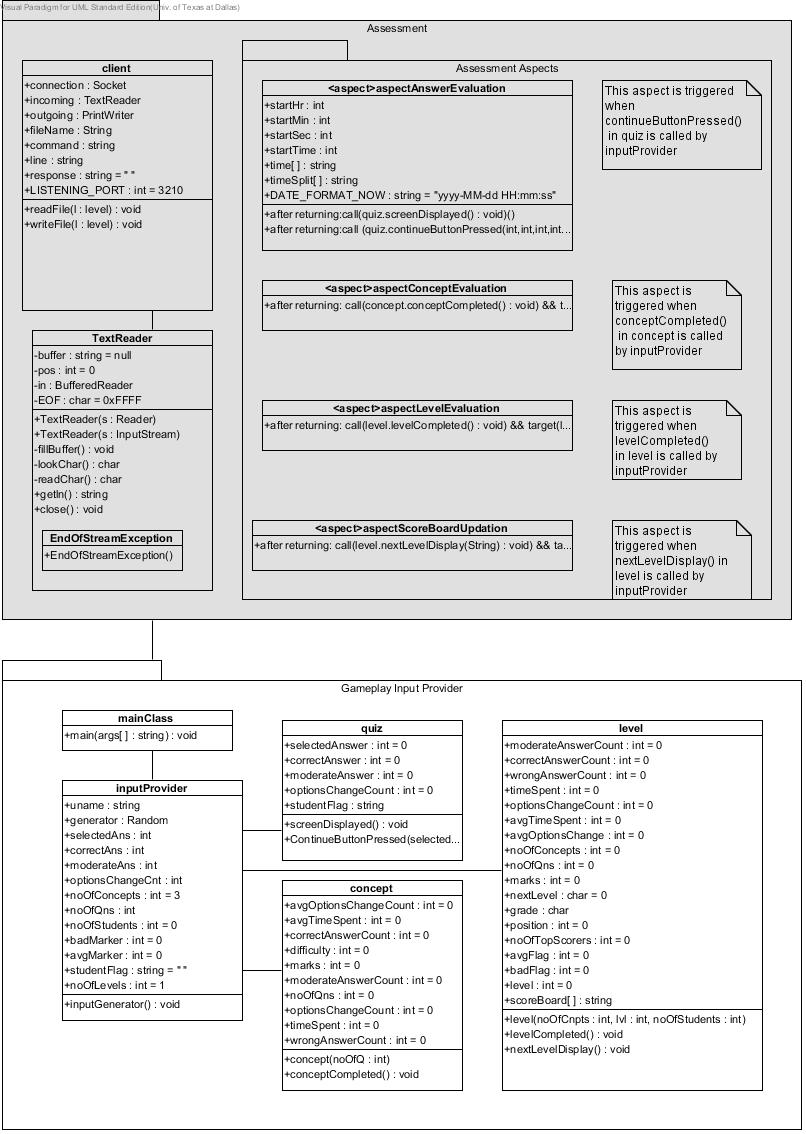 Visual Paradigm for UML Standard Edition(Univ. of Texas at Dallas)
Assessment
client
+connection : Socket
+incoming : TextReader
+outgoing : PrintWriter
+fileName : String
+command : string
+line : string
+response : string = " "
+LISTENING_PORT : int = 3210
+readFile(l : level) : void
+writeFile(l : level) : void
TextReader
-buffer : string = null
-pos : int = 0
-in : BufferedReader
-EOF : char = 0xFFFF
+TextReader(s : Reader)
+TextReader(s : InputStream)
-fillBuffer() : void
-lookChar() : char
-readChar() : char
+getln() : string
+close() : void
EndOfStreamException
+EndOfStreamException()
Assessment Aspects
<aspect>aspectAnswerEvaluation
+startHr : int
+startMin : int
+startSec : int
+startTime : int
+time[ ] : string
+timeSplit[ ] : string
+DATE_FORMAT_NOW : string = "yyyy-MM-dd HH:mm:ss"
+after returning:call(quiz.screenDisplayed() : void)()
+after returning:call (quiz.continueButtonPressed(int,int,int,int...
This aspect is triggered
when
continueButtonPressed()
in quiz is called by
inputProvider
<aspect>aspectConceptEvaluation
+after returning: call(concept.conceptCompleted() : void) && t...
This aspect is
triggered when
conceptCompleted()
in concept is called
by inputProvider
<aspect>aspectLevelEvaluation
+after returning: call(level.levelCompleted() : void) && target(l...
This aspect is
triggered when
levelCompleted()
in level is called by
inputProvider
<aspect>aspectScoreBoardUpdation
+after returning: call(level.nextLevelDisplay(String) : void) && ta...
This aspect is
triggered when
nextLevelDisplay() in
level is called by
inputProvider
Gameplay Input Provider
mainClass
+main(args[ ] : string) : void
inputProvider
+uname : string
+generator : Random
+selectedAns : int
+correctAns : int
+moderateAns : int
+optionsChangeCnt : int
+noOfConcepts : int = 3
+noOfQns : int
+noOfStudents : int = 0
+badMarker : int = 0
+avgMarker : int = 0
+studentFlag : string = " "
+noOfLevels : int = 1
+inputGenerator() : void
quiz
+selectedAnswer : int = 0
+correctAnswer : int = 0
+moderateAnswer : int = 0
+optionsChangeCount : int = 0
+studentFlag : string
+screenDisplayed() : void
+ContinueButtonPressed(selected...
concept
+avgOptionsChangeCount : int = 0
+avgTimeSpent : int = 0
+correctAnswerCount : int = 0
+difficulty : int = 0
+marks : int = 0
+moderateAnswerCount : int = 0
+noOfQns : int = 0
+optionsChangeCount : int = 0
+timeSpent : int = 0
+wrongAnswerCount : int = 0
+concept(noOfQ : int)
+conceptCompleted() : void
level
+moderateAnswerCount : int = 0
+correctAnswerCount : int = 0
+wrongAnswerCount : int = 0
+timeSpent : int = 0
+optionsChangeCount : int = 0
+avgTimeSpent : int = 0
+avgOptionsChange : int = 0
+noOfConcepts : int = 0
+noOfQns : int = 0
+marks : int = 0
+nextLevel : char = 0
+grade : char
+position : int = 0
+noOfTopScorers : int = 0
+avgFlag : int = 0
+badFlag : int = 0
+level : int = 0
+scoreBoard[ ] : string
+level(noOfCnpts : int, lvl : int, noOfStudents : int)
+levelCompleted() : void
+nextLevelDisplay() : void